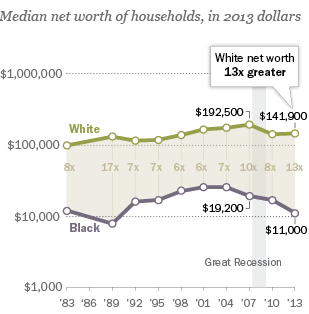 Median net worth of households, in 2013 dollars
White net worth
13x greater
$1,000,000
$192,500
$141,900
White
$100,000
8x 17x 7x 7x 6x 6x 7x 10x 8x 13x
$10,000
Black
$19,200
$11,000
Great Recession
$1,000
'83 '86 '89 '92 '95 '98 '01 '04 '07 '10 '13